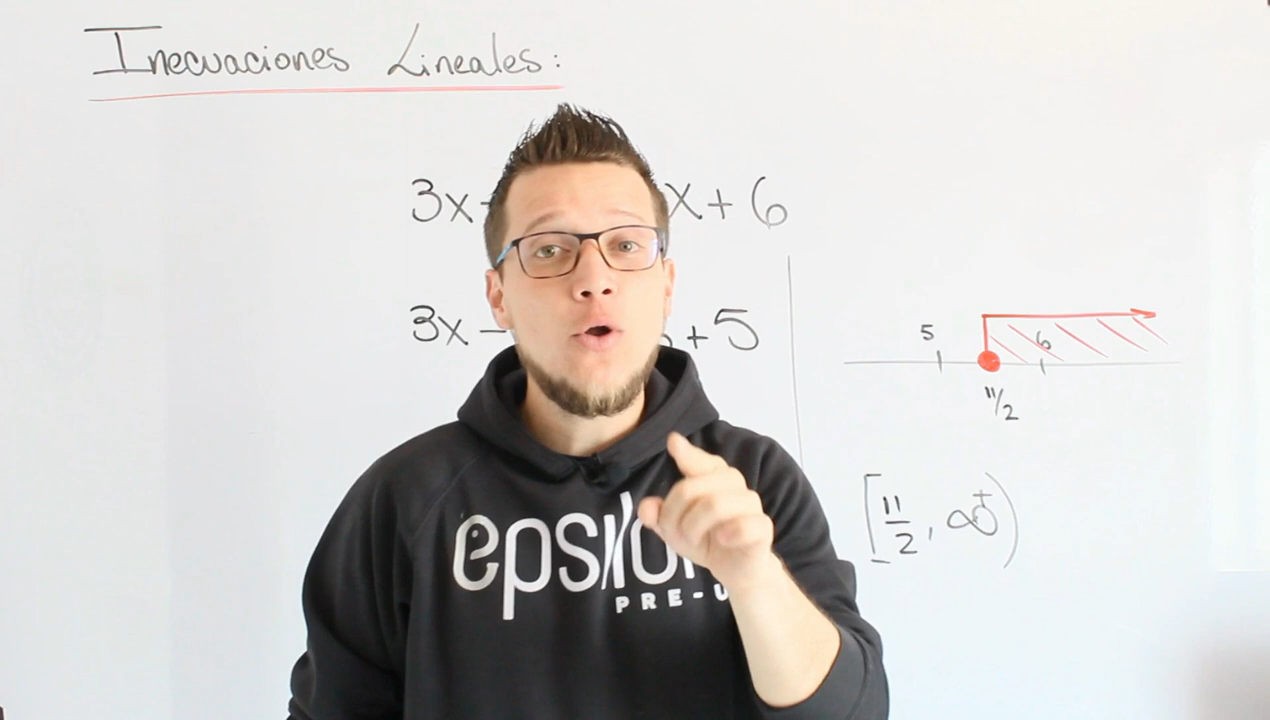 Inecuaciones Lineales:
3x- x+6
3x- +5
5 6
11/2
[11/2, ∞⁺)
epsilon
PRE-U